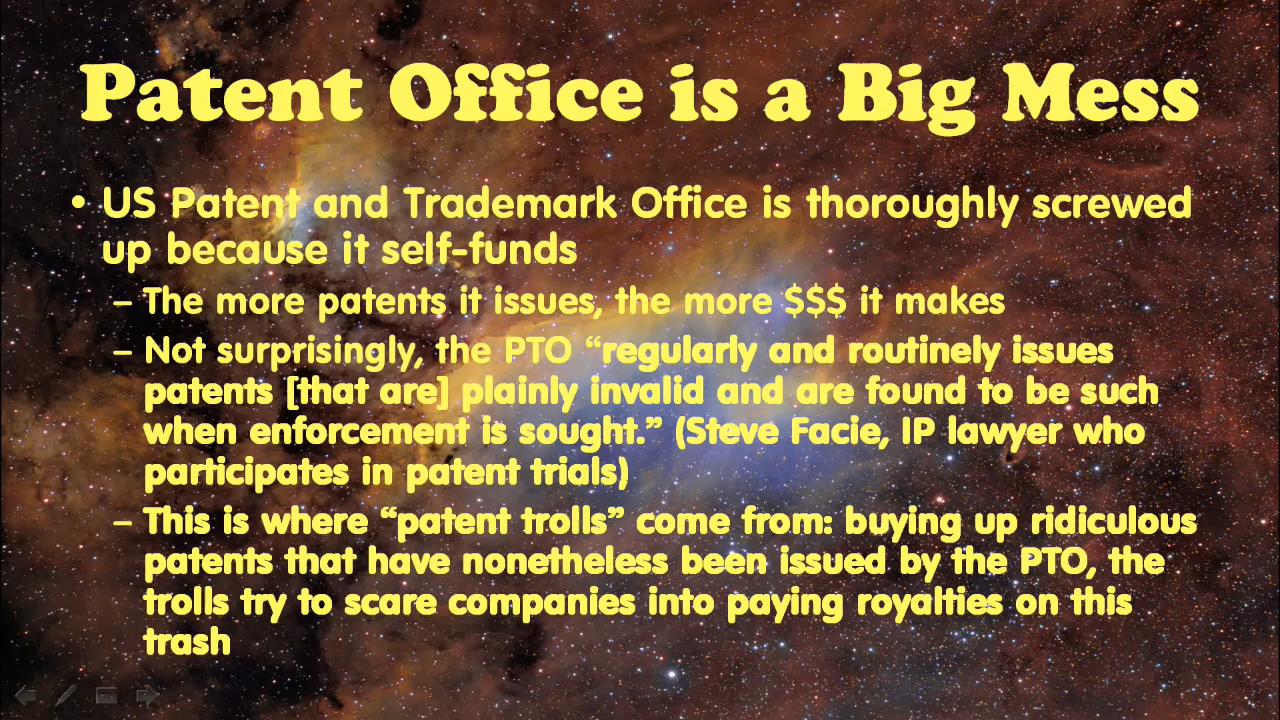 Patent Office is a Big Mess
• US Patent and Trademark Office is thoroughly screwed
up because it self-funds
– The more patents it issues, the more $$$ it makes
– Not surprisingly, the PTO “regularly and routinely issues
patents [that are] plainly invalid and are found to be such
when enforcement is sought.” (Steve Facie, IP lawyer who
participates in patent trials)
– This is where “patent trolls” come from: buying up ridiculous
patents that have nonetheless been issued by the PTO, the
trolls try to scare companies into paying royalties on this
trash